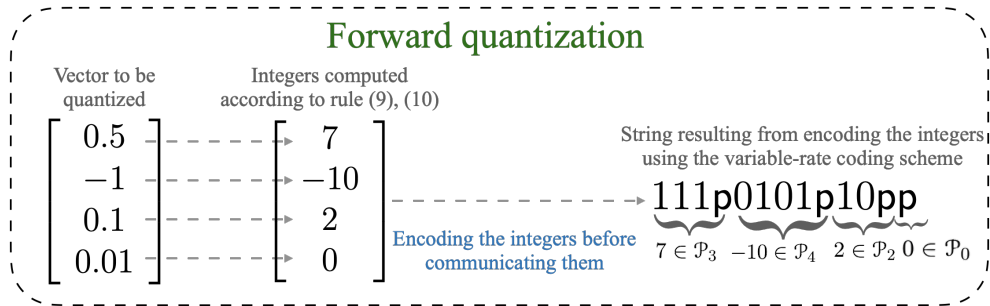 Forward quantization
Vector to be
quantized
Integers computed
according to rule (9), (10)
0.5
−1
0.1
0.01
7
−10
2
0
String resulting from encoding the integers
using the variable-rate coding scheme
111p0101p10pp
7 ∈ 𝒫₃ −10 ∈ 𝒫₄ 2 ∈ 𝒫₂ 0 ∈ 𝒫₀
Encoding the integers before
communicating them